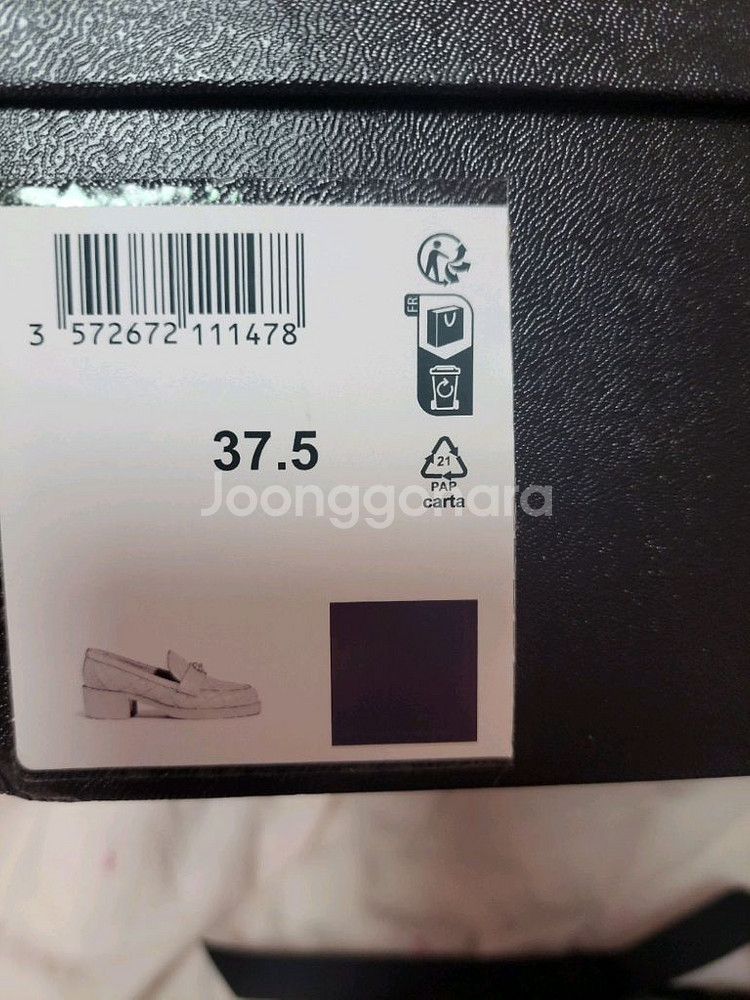 3 572672 111478
FR
37.5
21
PAP
carta
Joonggonara